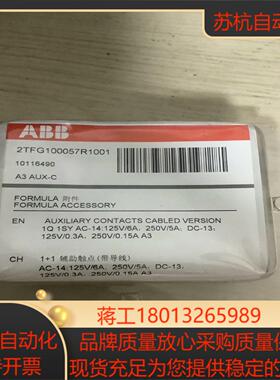 苏杭自动
ABB
2TFG100057R1001
10116490
A3 AUX-C
FORMULA 附件
FORMULA ACCESSORY
EN AUXILIARY CONTACTS CABLED VERSION
1Q 1SY AC-14:125V/6A, 250V/5A, DC-13,
125V/0.3A, 250V/0.15A A3
CH 1+1 辅助触点(带导线)
AC-14:125V/6A, 250V/5A, DC-13,
125V/0.3A, 250V/0.15A A3
自动化
蒋工18013265989
开票
品牌质量放心采购质量保
现货充足为您的生产稳定